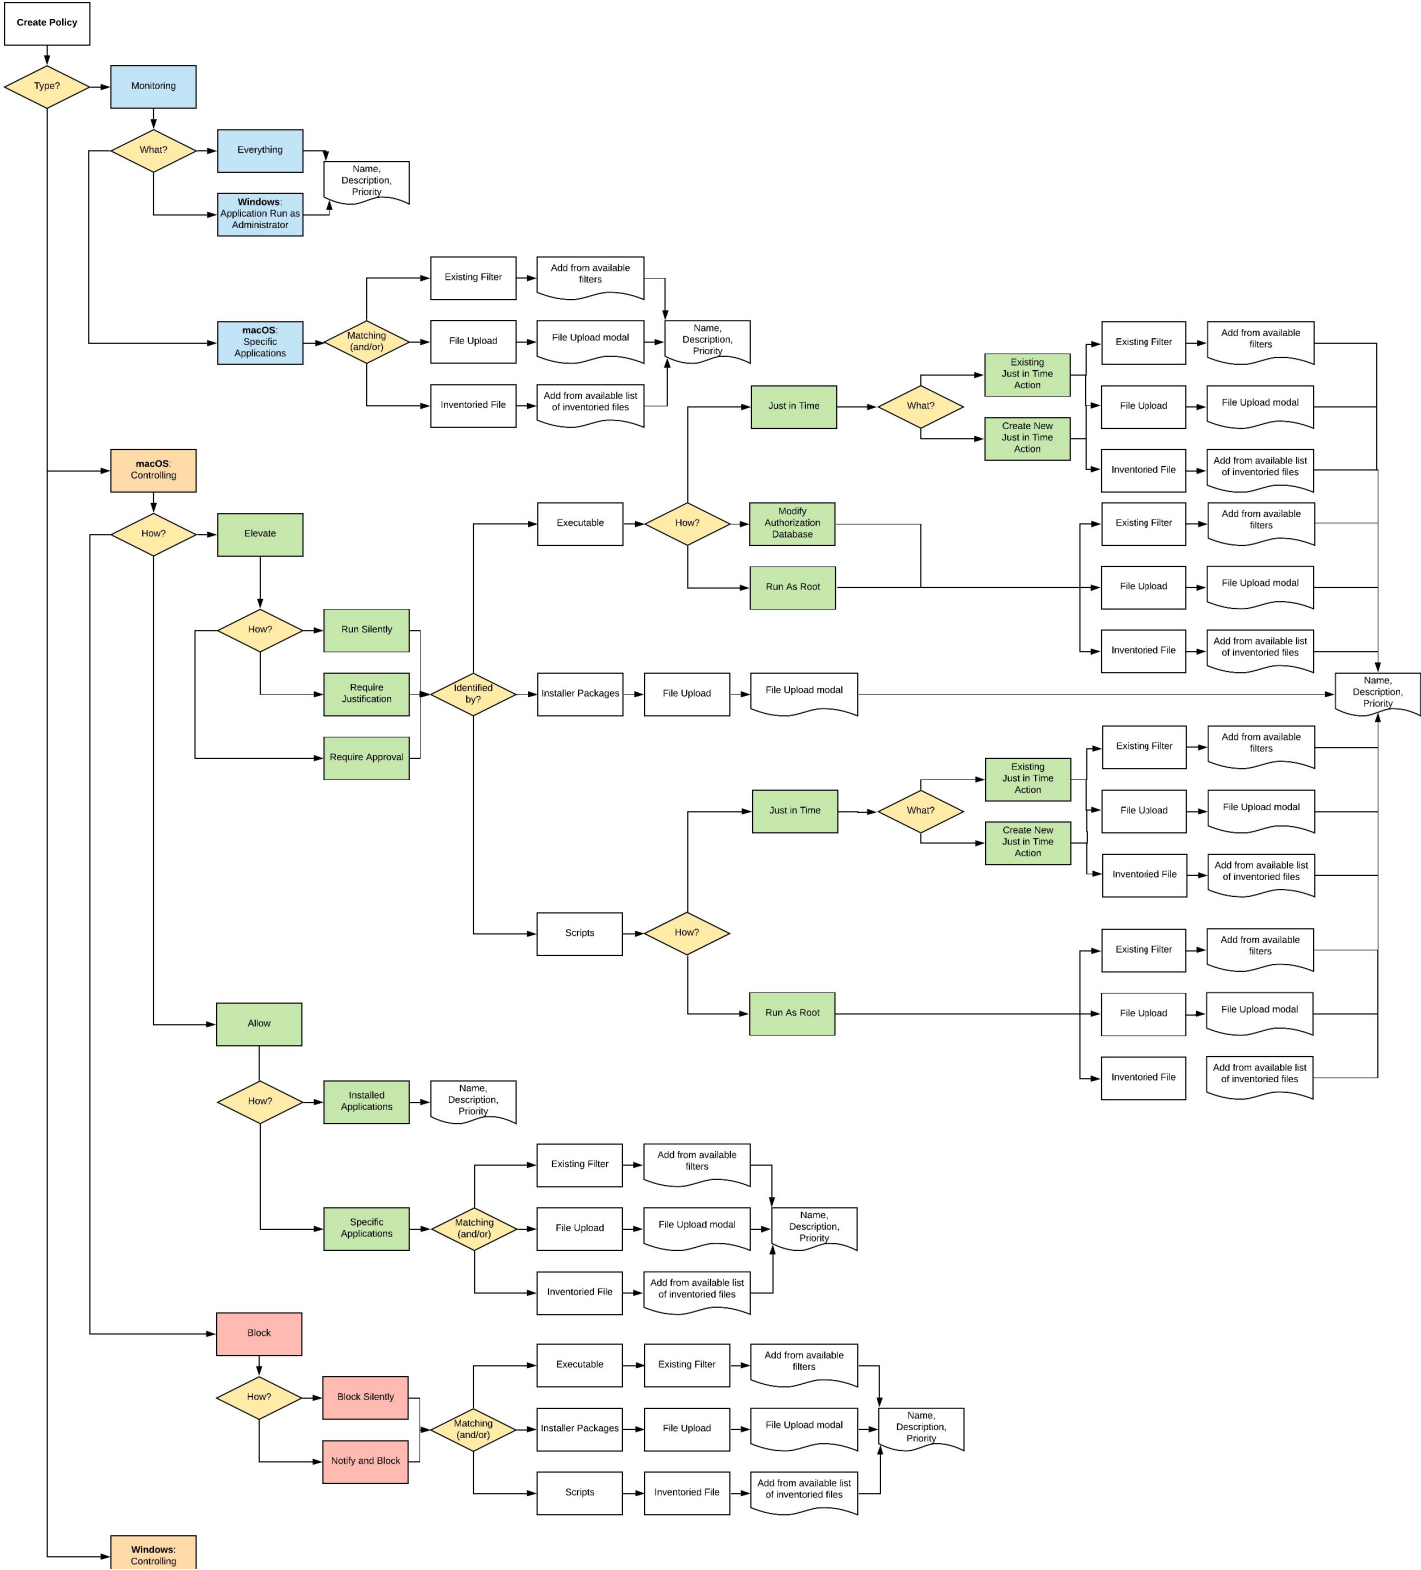 Create Policy
Type?
Monitoring
What?
Everything
Name,
Description,
Priority
Windows:
Application Run as
Administrator
macOS:
Specific
Applications
Matching
(and/or)
Existing Filter
Add from available
filters
File Upload
File Upload modal
Name,
Description,
Priority
Inventoried File
Add from available list
of inventoried files
macOS:
Controlling
How?
Elevate
How?
Run Silently
Require
Justification
Require Approval
Identified
by?
Executable
How?
Just in Time
What?
Existing
Just in Time
Action
Create New
Just in Time
Action
Existing Filter
Add from available
filters
File Upload
File Upload modal
Inventoried File
Add from available list
of inventoried files
Modify
Authorization
Database
Run As Root
Existing Filter
Add from available
filters
File Upload
File Upload modal
Inventoried File
Add from available list
of inventoried files
Installer Packages
File Upload
File Upload modal
Name,
Description,
Priority
Scripts
How?
Just in Time
What?
Existing
Just in Time
Action
Create New
Just in Time
Action
Existing Filter
Add from available
filters
File Upload
File Upload modal
Inventoried File
Add from available list
of inventoried files
Run As Root
Existing Filter
Add from available
filters
File Upload
File Upload modal
Inventoried File
Add from available list
of inventoried files
Allow
How?
Installed
Applications
Name,
Description,
Priority
Specific
Applications
Matching
(and/or)
Existing Filter
Add from available
filters
File Upload
File Upload modal
Name,
Description,
Priority
Inventoried File
Add from available list
of inventoried files
Block
How?
Block Silently
Notify and Block
Matching
(and/or)
Executable
Existing Filter
Add from available
filters
Installer Packages
File Upload
File Upload modal
Name,
Description,
Priority
Scripts
Inventoried File
Add from available list
of inventoried files
Windows:
Controlling